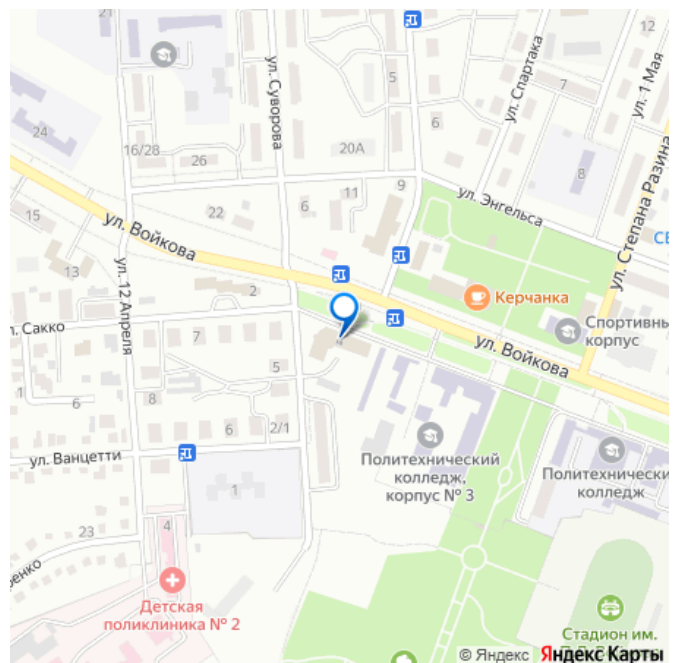 21
12
ул. Суворова
ул. Спартака
ул. 1 Мая
5
7
24
6
16/28
26
20А
8
ул. Степана Разина
11
9
ул. Энгельса
15
22
6
ул. Войкова
13
ул. 12 Апреля
2
Керчанка
Сакко
7
Спортивны
корпус
ул. Войкова
5
1
6
8
6
2/1
ул. Ванцетти
Политехнический
колледж,
корпус № 3
Политехнически
колледж
1
23
4
Детская
поликлиника № 2
Стадион им.
© Яндекс
Яндекс Карты